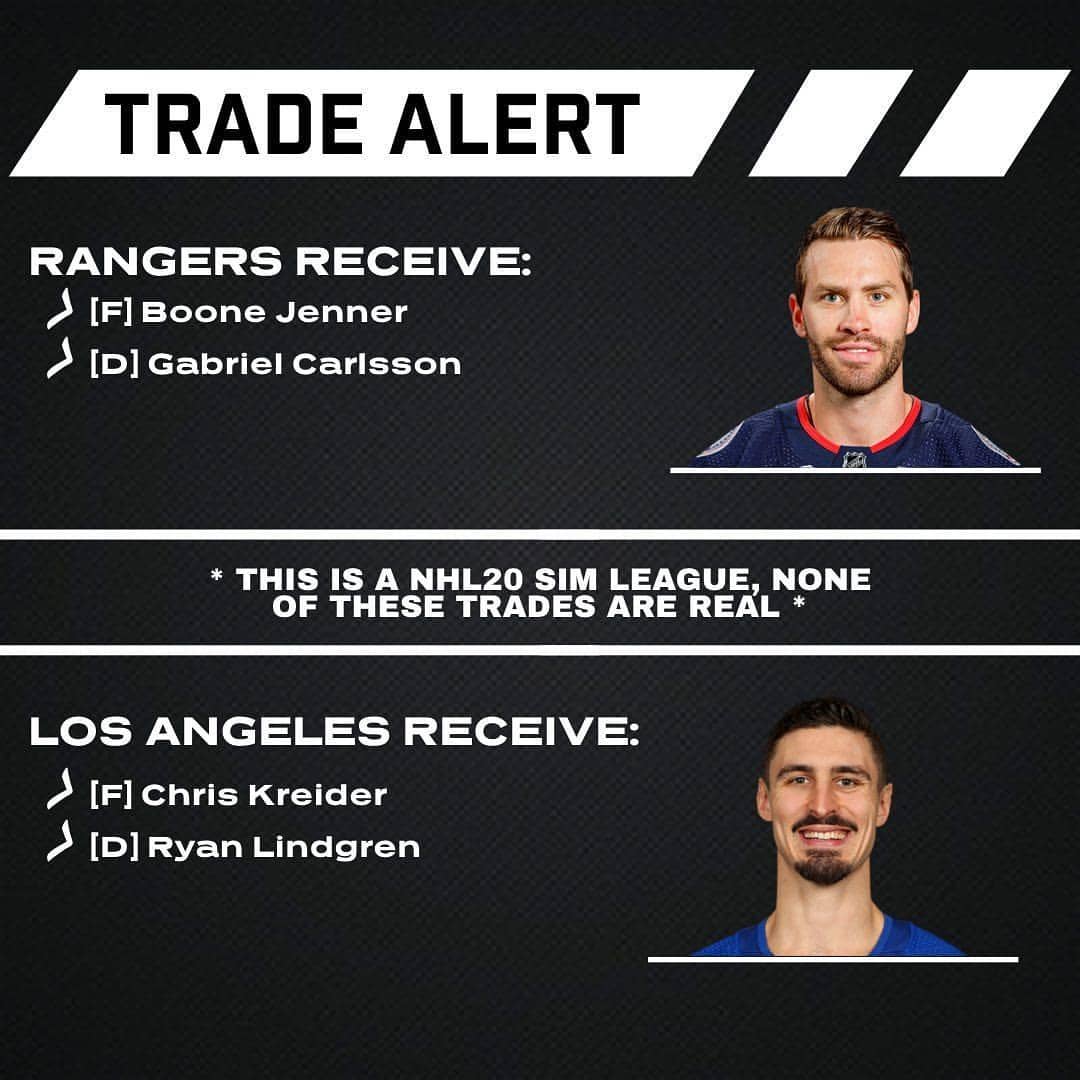 TRADE ALERT
RANGERS RECEIVE:
[F] Boone Jenner
[D] Gabriel Carlsson
* THIS IS A NHL20 SIM LEAGUE, NONE
OF THESE TRADES ARE REAL *
LOS ANGELES RECEIVE:
[F] Chris Kreider
[D] Ryan Lindgren